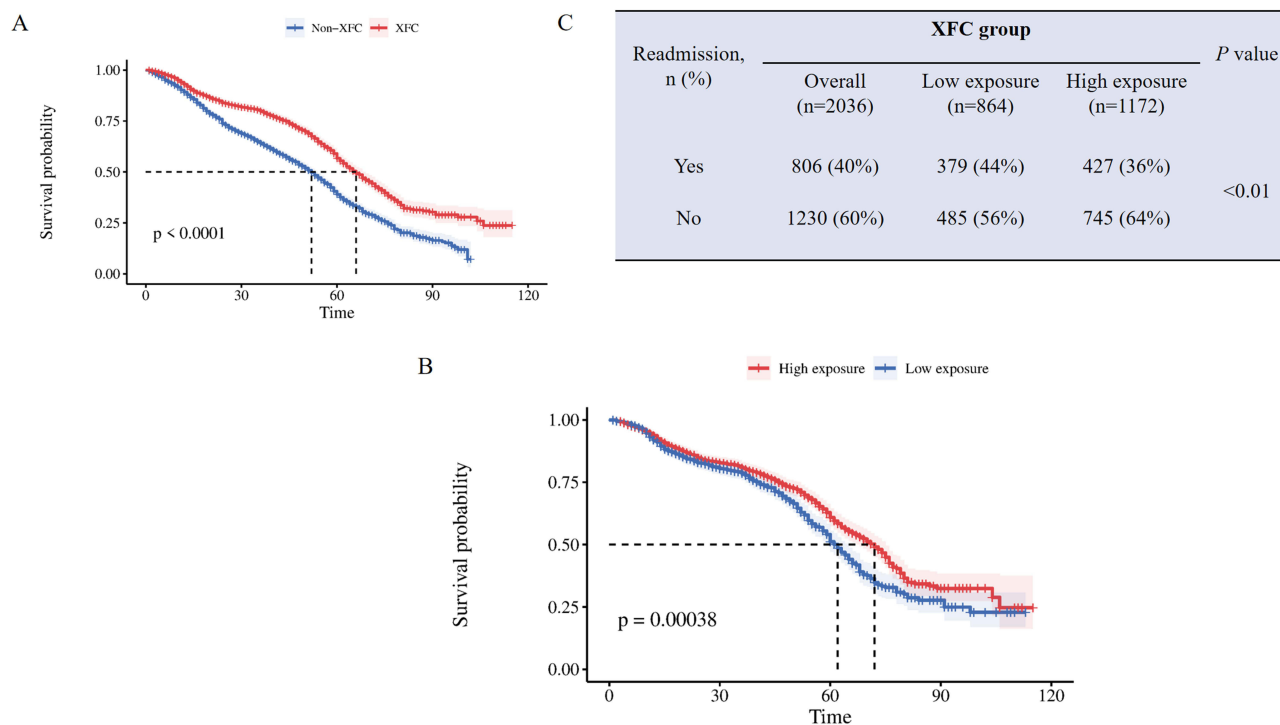 A
Non-XFC XFC
Survival probability
1.00
0.75
0.50
0.25
0.00
p < 0.0001
0 30 60 90 120
Time
C
XFC group
Readmission, n (%)
P value
Overall (n=2036)
Low exposure (n=864)
High exposure (n=1172)
Yes 806 (40%) 379 (44%) 427 (36%)
<0.01
No 1230 (60%) 485 (56%) 745 (64%)
B
High exposure Low exposure
Survival probability
1.00
0.75
0.50
0.25
0.00
p = 0.00038
0 30 60 90 120
Time